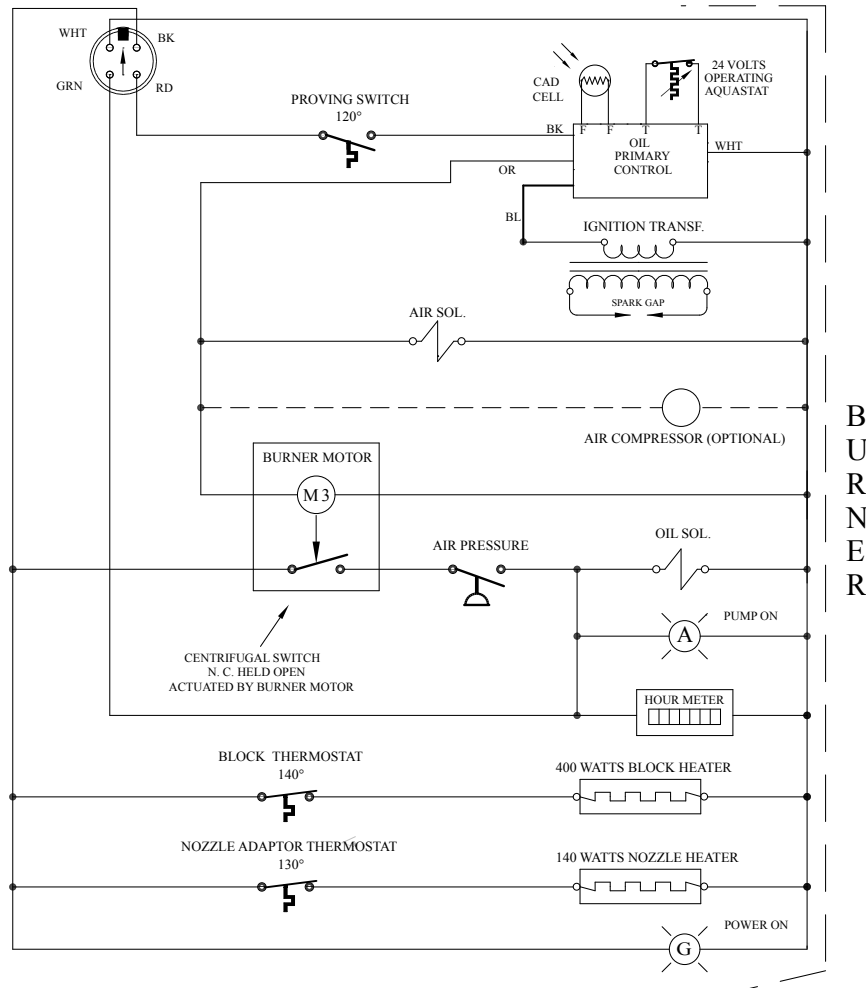 WHT
BK
GRN
RD
PROVING SWITCH
120°
CAD
CELL
24 VOLTS
OPERATING
AQUASTAT
BK
F
F
T
T
OIL
PRIMARY
CONTROL
WHT
OR
BL
IGNITION TRANSF.
SPARK GAP
AIR SOL.
AIR COMPRESSOR (OPTIONAL)
BURNER MOTOR
M 3
AIR PRESSURE
OIL SOL.
CENTRIFUGAL SWITCH
N. C. HELD OPEN
ACTUATED BY BURNER MOTOR
A
PUMP ON
HOUR METER
BLOCK THERMOSTAT
140°
400 WATTS BLOCK HEATER
NOZZLE ADAPTOR THERMOSTAT
130°
140 WATTS NOZZLE HEATER
G
POWER ON
B
U
R
N
E
R